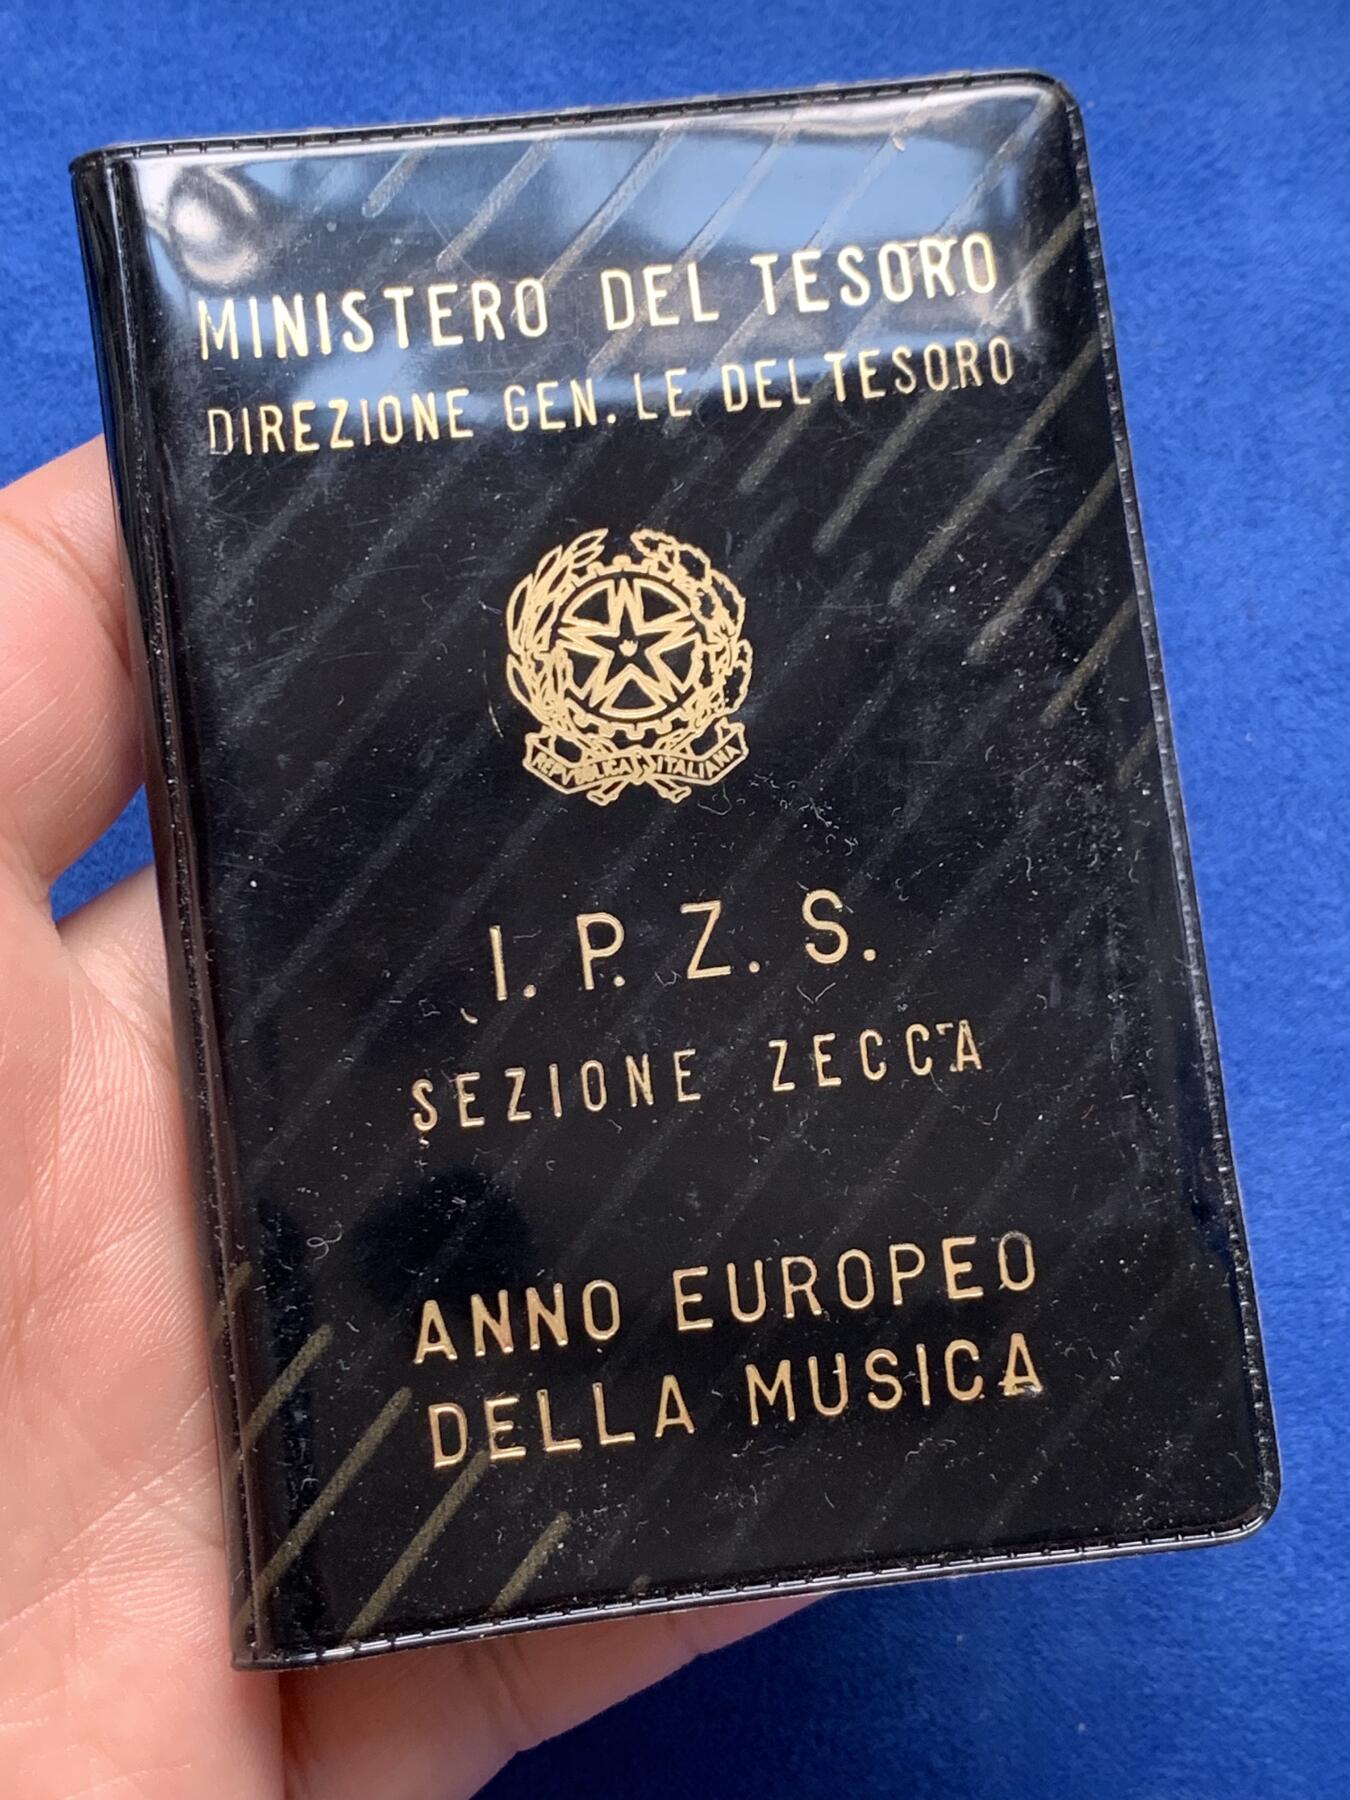 MINISTERO DEL TESORO
DIREZIONE GEN. LE DEL TESORO
REPVBBLICA ITALIANA
I. P. Z. S.
SEZIONE ZECCA
ANNO EUROPEO
DELLA MUSICA